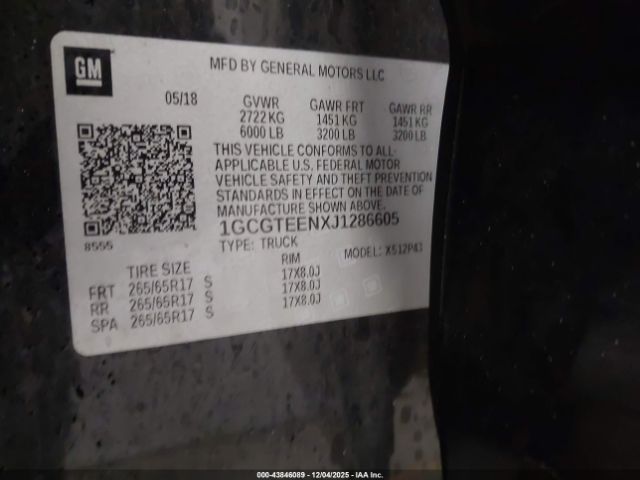 GM
MFD BY GENERAL MOTORS LLC
05/18 GVWR GAWR FRT GAWR RR
2722 KG 1451 KG 1451 KG
6000 LB 3200 LB 3200 LB
THIS VEHICLE CONFORMS TO ALL
APPLICABLE U.S. FEDERAL MOTOR
VEHICLE SAFETY AND THEFT PREVENTION
STANDARDS IN EFFECT ON THE DATE OF
MANUFACTURE SHOWN ABOVE.
8555
1GCGTEENXJ1286605
TYPE: TRUCK MODEL: XS12P43
TIRE SIZE RIM
FRT 265/65R17 S 17X8.0J
RR 265/65R17 S 17X8.0J
SPA 265/65R17 S 17X8.0J
000-43846089 - 12/04/2025 - IAA Inc.